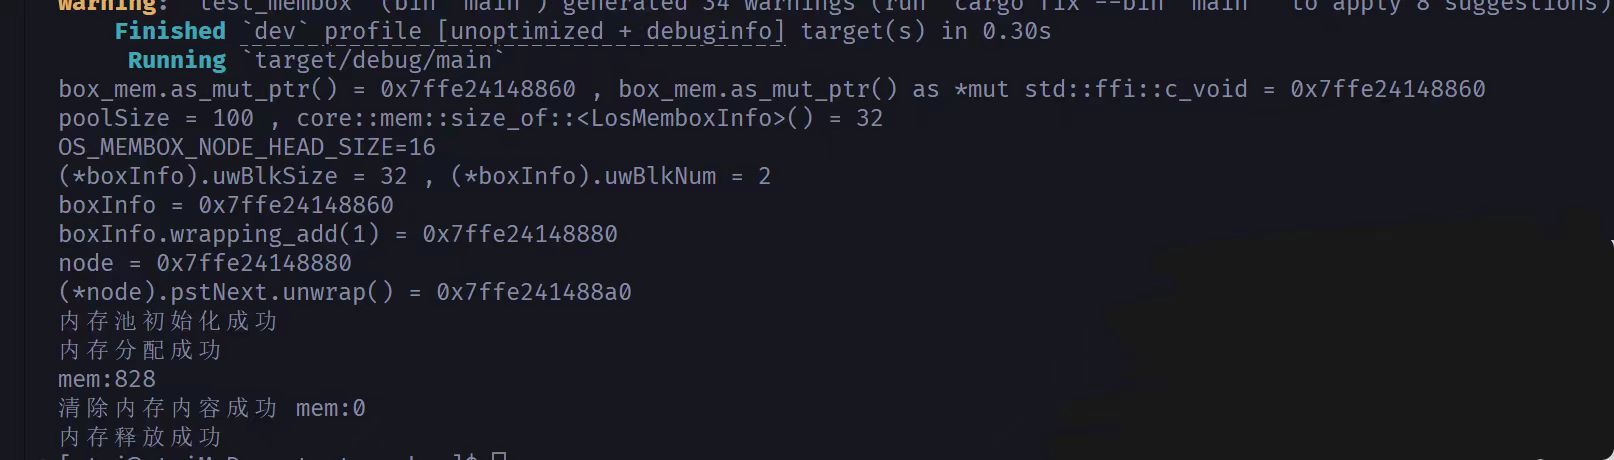 warning: `test_membox` (bin "main") generated 34 warnings (run `cargo fix --bin "main"` to apply 8 suggestions)
Finished `dev` profile [unoptimized + debuginfo] target(s) in 0.30s
Running `target/debug/main`
box_mem.as_mut_ptr() = 0x7ffe24148860 , box_mem.as_mut_ptr() as *mut std::ffi::c_void = 0x7ffe24148860
poolSize = 100 , core::mem::size_of::<LosMemboxInfo>() = 32
OS_MEMBOX_NODE_HEAD_SIZE=16
(*boxInfo).uwBlkSize = 32 , (*boxInfo).uwBlkNum = 2
boxInfo = 0x7ffe24148860
boxInfo.wrapping_add(1) = 0x7ffe24148880
node = 0x7ffe24148880
(*node).pstNext.unwrap() = 0x7ffe241488a0
内存池初始化成功
内存分配成功
mem:828
清除内存内容成功 mem:0
内存释放成功